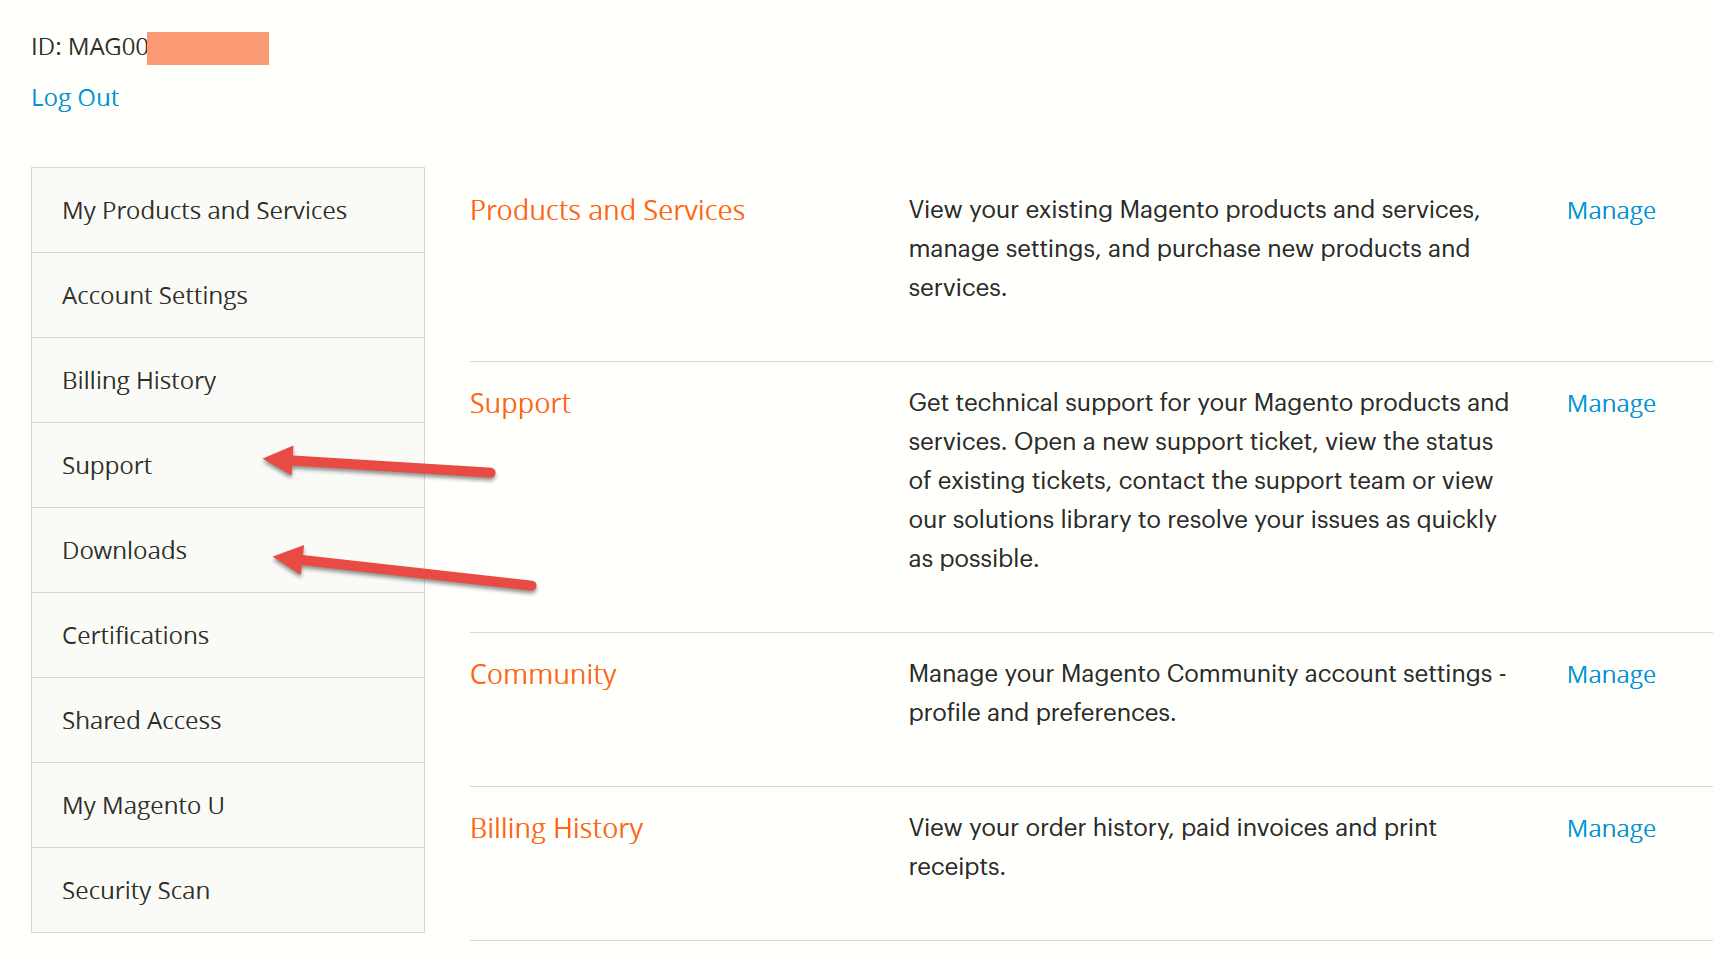 ID: MAG00
Log Out
My Products and Services
Account Settings
Billing History
Support
Downloads
Certifications
Shared Access
My Magento U
Security Scan
Products and Services
View your existing Magento products and services,
manage settings, and purchase new products and
services.
Manage
Support
Get technical support for your Magento products and
services. Open a new support ticket, view the status
of existing tickets, contact the support team or view
our solutions library to resolve your issues as quickly
as possible.
Manage
Community
Manage your Magento Community account settings -
profile and preferences.
Manage
Billing History
View your order history, paid invoices and print
receipts.
Manage